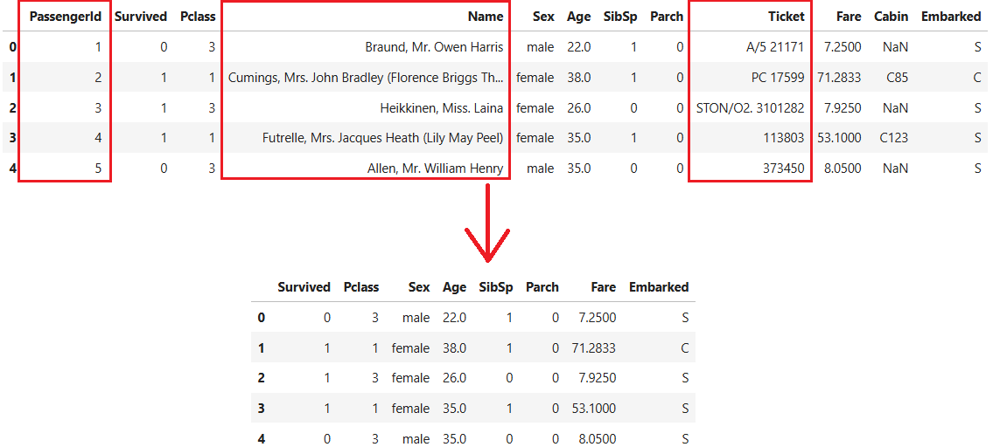 PassengerId Survived Pclass Name Sex Age SibSp Parch Ticket Fare Cabin Embarked
0 1 0 3 Braund, Mr. Owen Harris male 22.0 1 0 A/5 21171 7.2500 NaN S
1 2 1 1 Cumings, Mrs. John Bradley (Florence Briggs Th... female 38.0 1 0 PC 17599 71.2833 C85 C
2 3 1 3 Heikkinen, Miss. Laina female 26.0 0 0 STON/O2. 3101282 7.9250 NaN S
3 4 1 1 Futrelle, Mrs. Jacques Heath (Lily May Peel) female 35.0 1 0 113803 53.1000 C123 S
4 5 0 3 Allen, Mr. William Henry male 35.0 0 0 373450 8.0500 NaN S
Survived Pclass Sex Age SibSp Parch Fare Embarked
0 0 3 male 22.0 1 0 7.2500 S
1 1 1 female 38.0 1 0 71.2833 C
2 1 3 female 26.0 0 0 7.9250 S
3 1 1 female 35.0 1 0 53.1000 S
4 0 3 male 35.0 0 0 8.0500 S